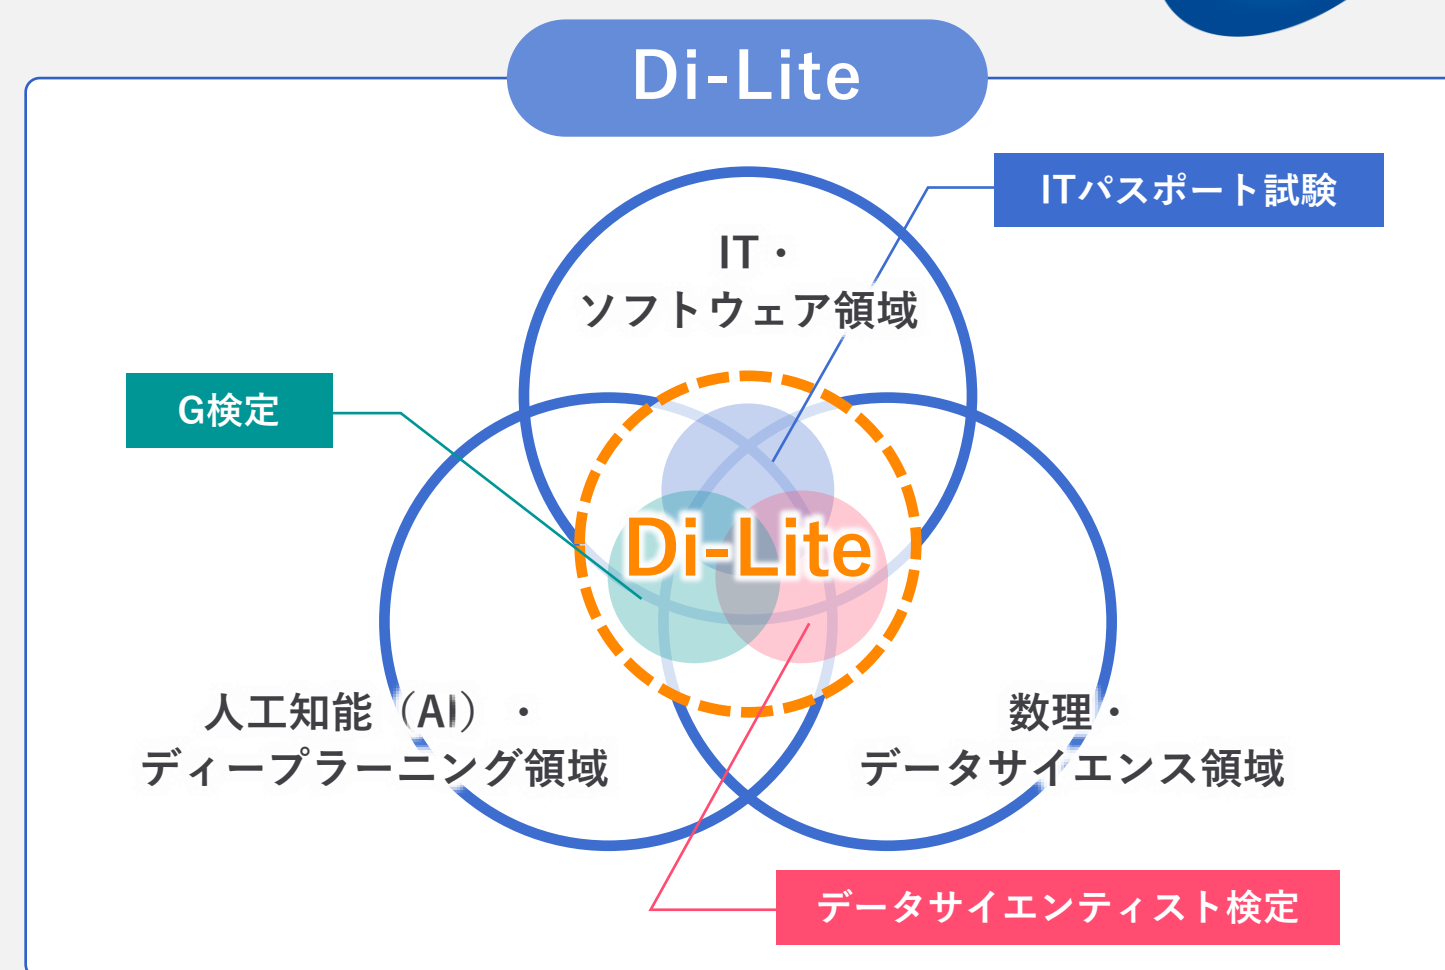 Di-Lite
ITパスポート試験
IT・
ソフトウェア領域
G検定
Di-Lite
人工知能（AI）・
ディープラーニング領域
数理・
データサイエンス領域
データサイエンティスト検定